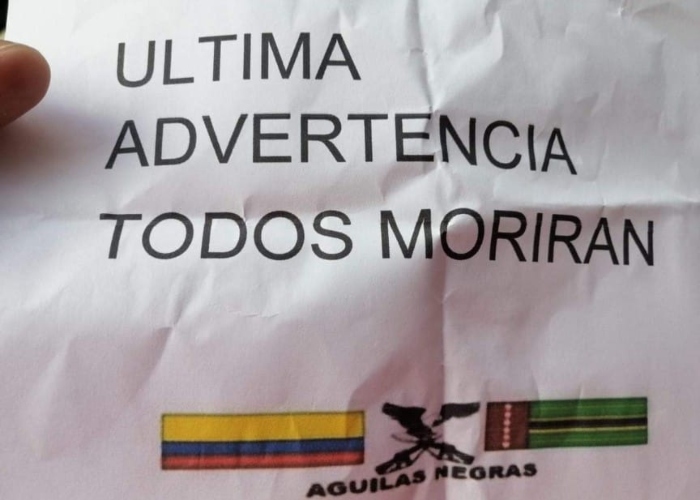 ULTIMA
ADVERTENCIA
TODOS MORIRAN
AGUILAS NEGRAS